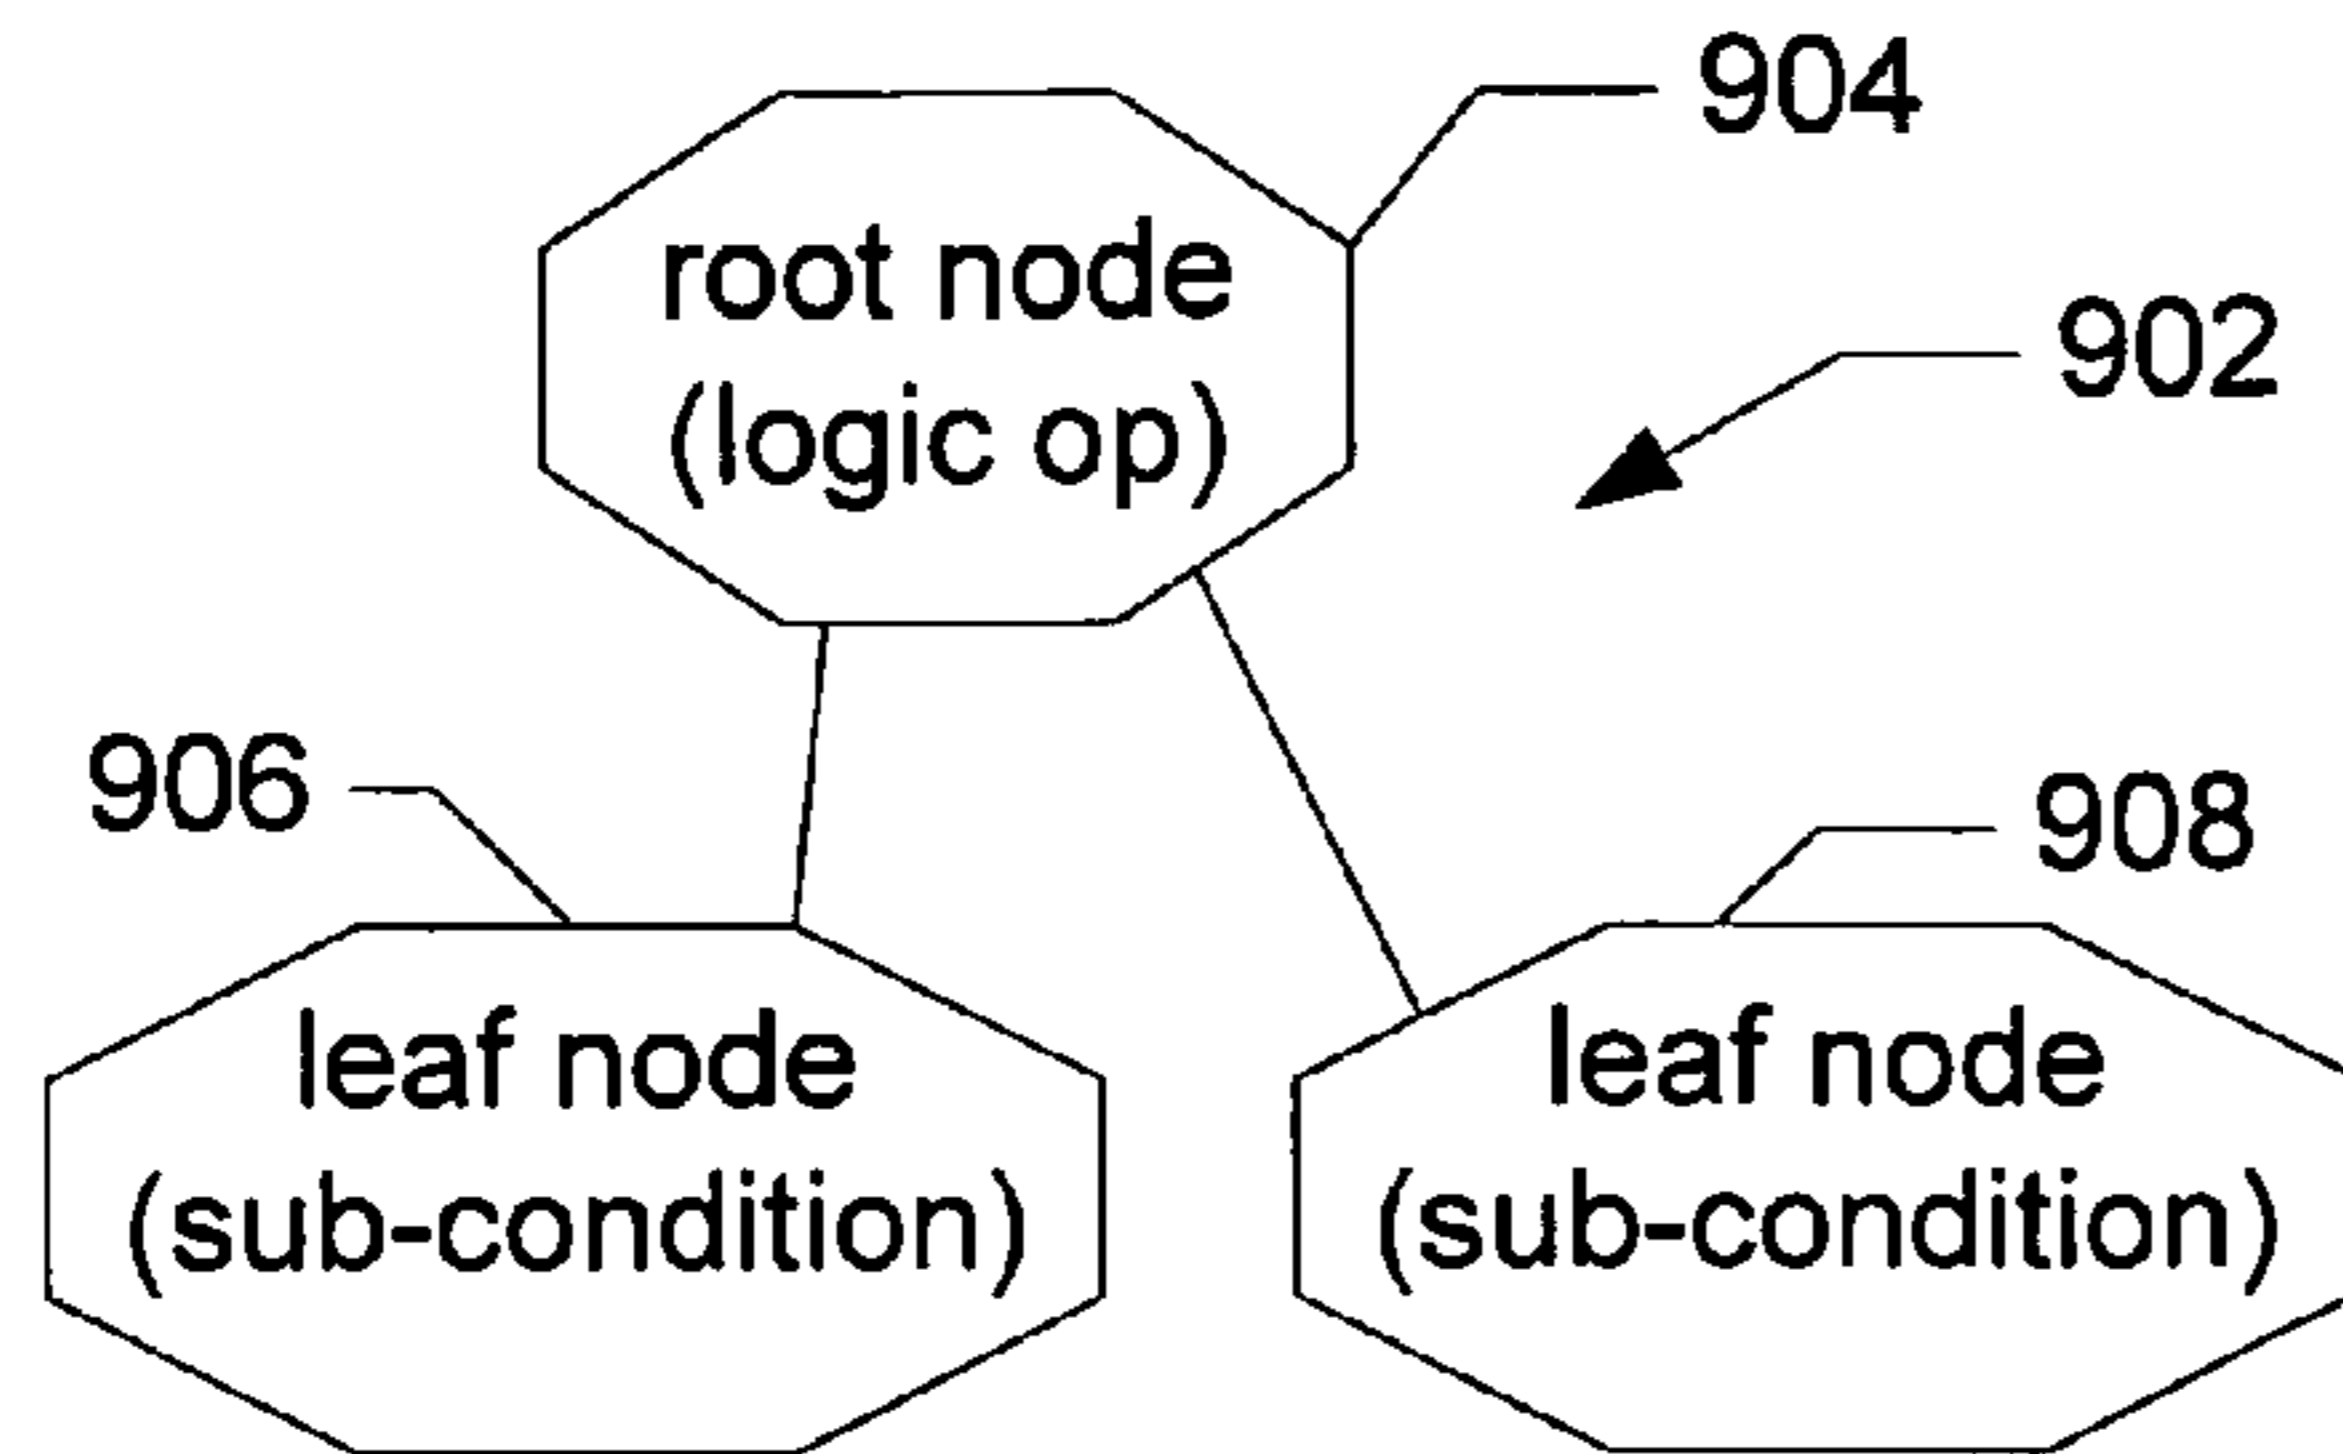 904
root node
(logic op)
902
906
908
leaf node
(sub-condition)
leaf node
(sub-condition)